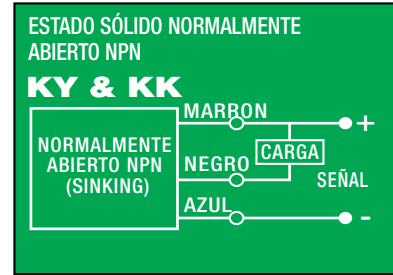 ESTADO SÓLIDO NORMALMENTE
ABIERTO NPN
KY & KK
MARRON
+
NORMALMENTE
ABIERTO NPN
(SINKING)
NEGRO
CARGA
SEÑAL
AZUL
-